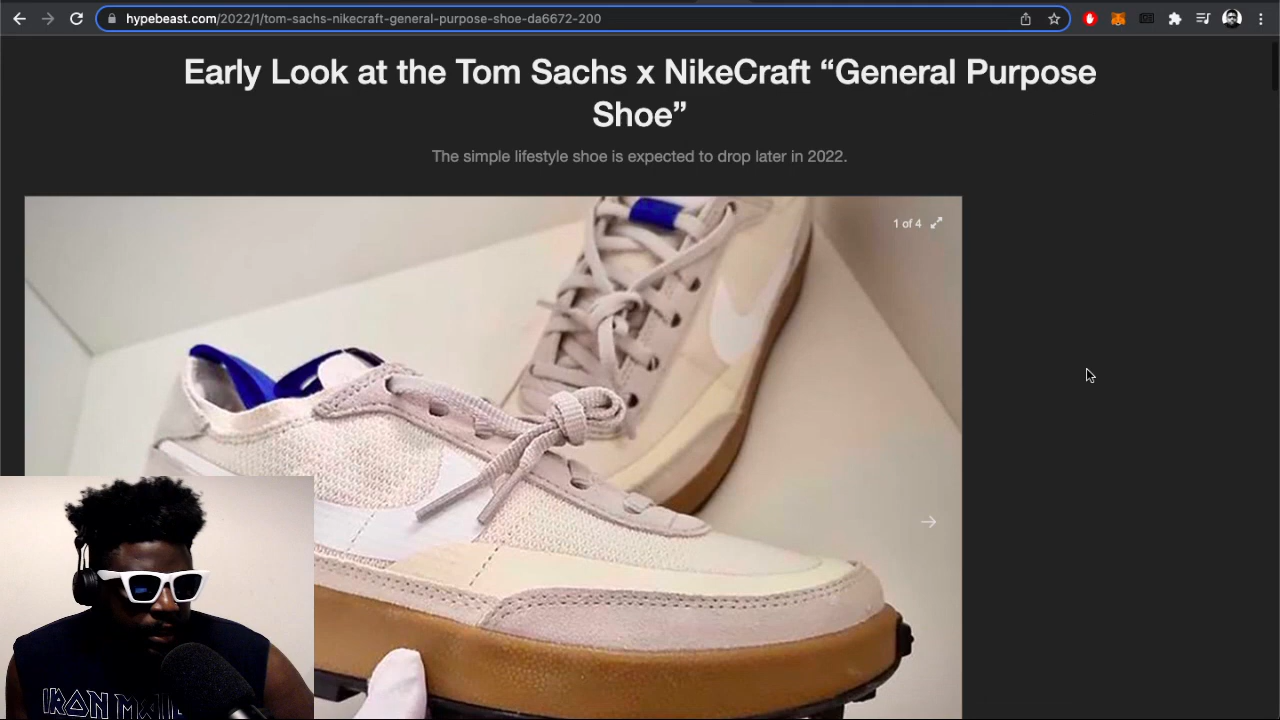 hypebeast.com/2022/1/tom-sachs-nikecraft-general-purpose-shoe-da6672-200
Early Look at the Tom Sachs x NikeCraft “General Purpose
Shoe”
The simple lifestyle shoe is expected to drop later in 2022.
1 of 4
IRON MAI